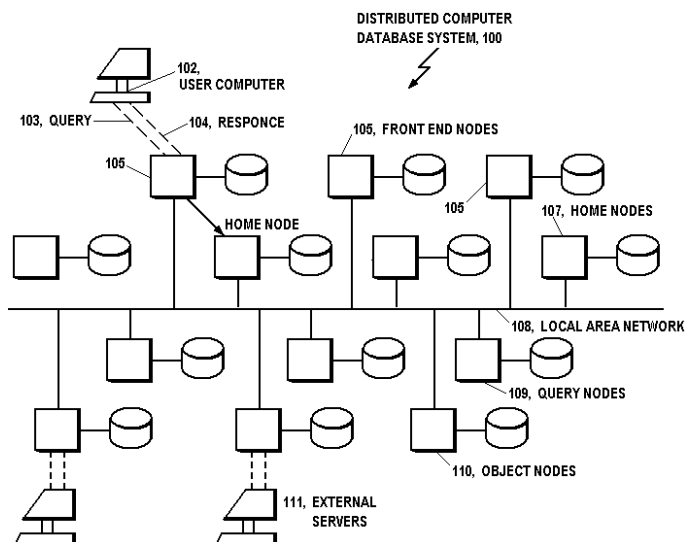 DISTRIBUTED COMPUTER
DATABASE SYSTEM, 100
102,
USER COMPUTER
103, QUERY
104, RESPONCE
105
105, FRONT END NODES
105
107, HOME NODES
HOME NODE
108, LOCAL AREA NETWORK
109, QUERY NODES
110, OBJECT NODES
111, EXTERNAL
SERVERS